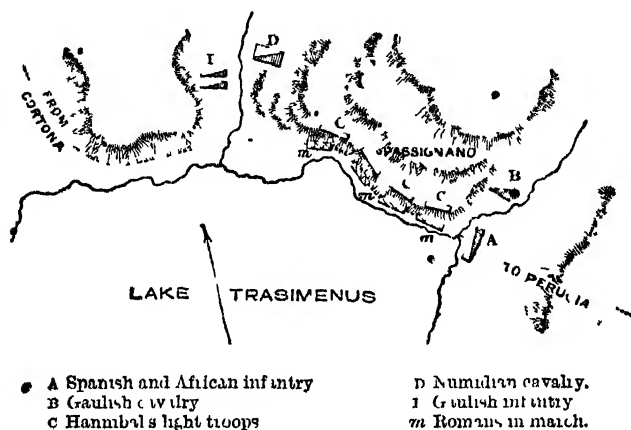 I
D
FROM
CORTONA
C
m
PASSIGNANO
B
m
C
C
m
A
TO PERUGIA
LAKE TRASIMENUS
A Spanish and African infantry
B Gaulish cavalry
C Hannibal's light troops
D Numidian cavalry.
I Gaulish infantry
m Romans in march.